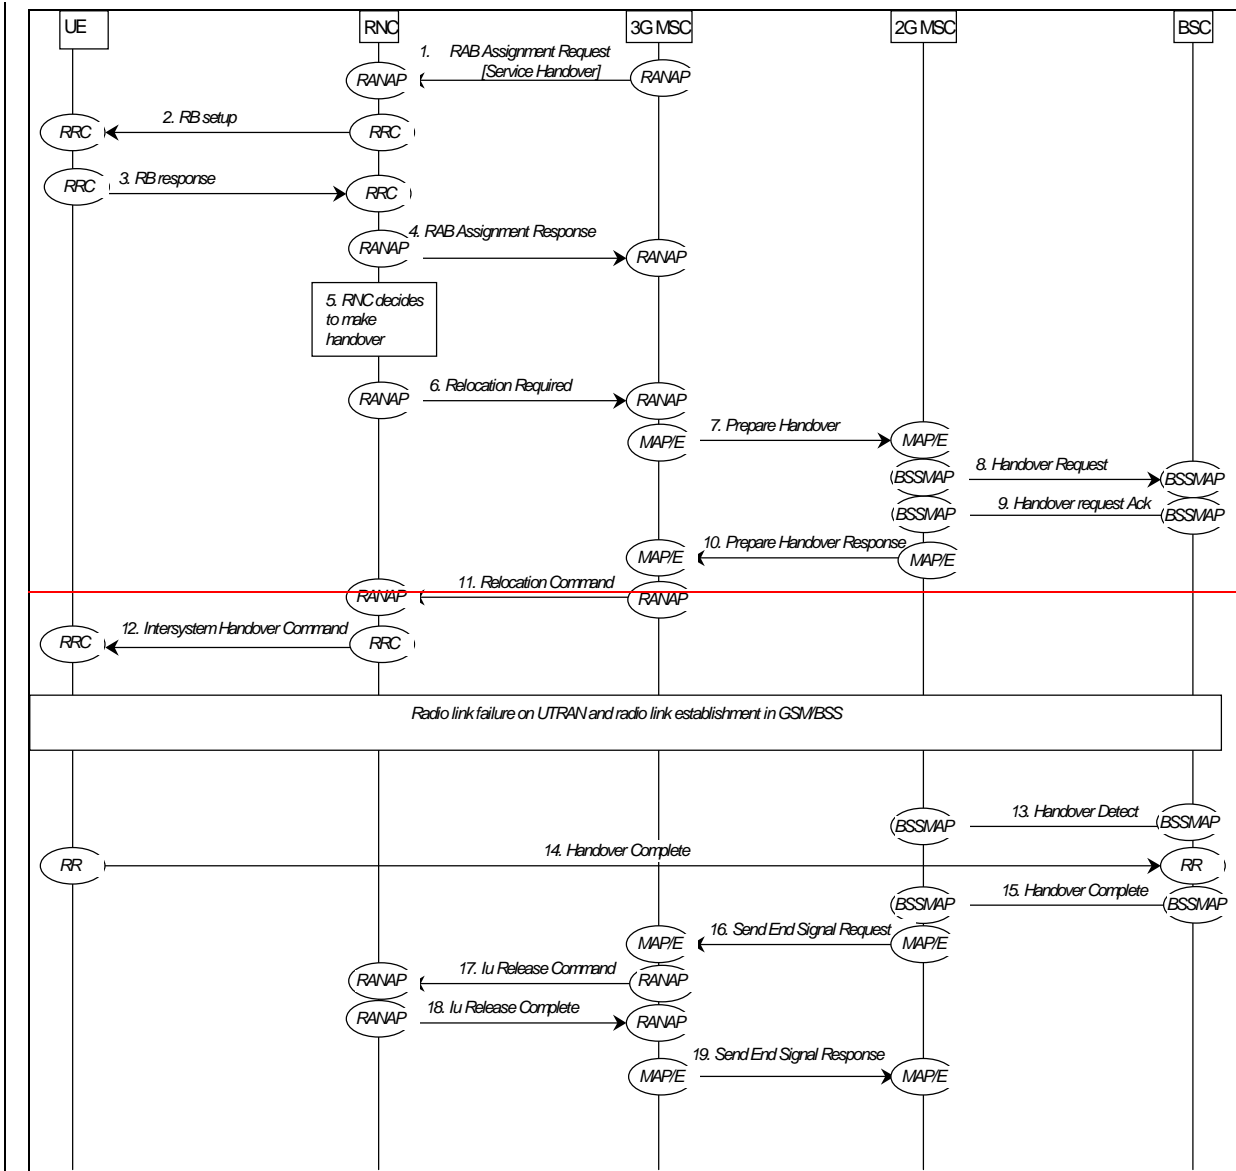 UE RNC 3G MSC 2G MSC BSC
1. RAB Assignment Request
[Service Handover]
RANAP RANAP
2. RB setup
RRC RRC
3. RB response
RRC RRC
4. RAB Assignment Response
RANAP RANAP
5. RNC decides
to make
handover
6. Relocation Required
RANAP RANAP
7. Prepare Handover
MAP/E MAP/E
8. Handover Request
BSSMAP BSSMAP
9. Handover request Ack
BSSMAP BSSMAP
10. Prepare Handover Response
MAP/E MAP/E
11. Relocation Command
RANAP RANAP
12. Intersystem Handover Command
RRC RRC
Radio link failure on UTRAN and radio link establishment in GSM/BSS
13. Handover Detect
BSSMAP BSSMAP
14. Handover Complete
RR RR
15. Handover Complete
BSSMAP BSSMAP
16. Send End Signal Request
MAP/E MAP/E
17. Iu Release Command
RANAP RANAP
18. Iu Release Complete
RANAP RANAP
19. Send End Signal Response
MAP/E MAP/E